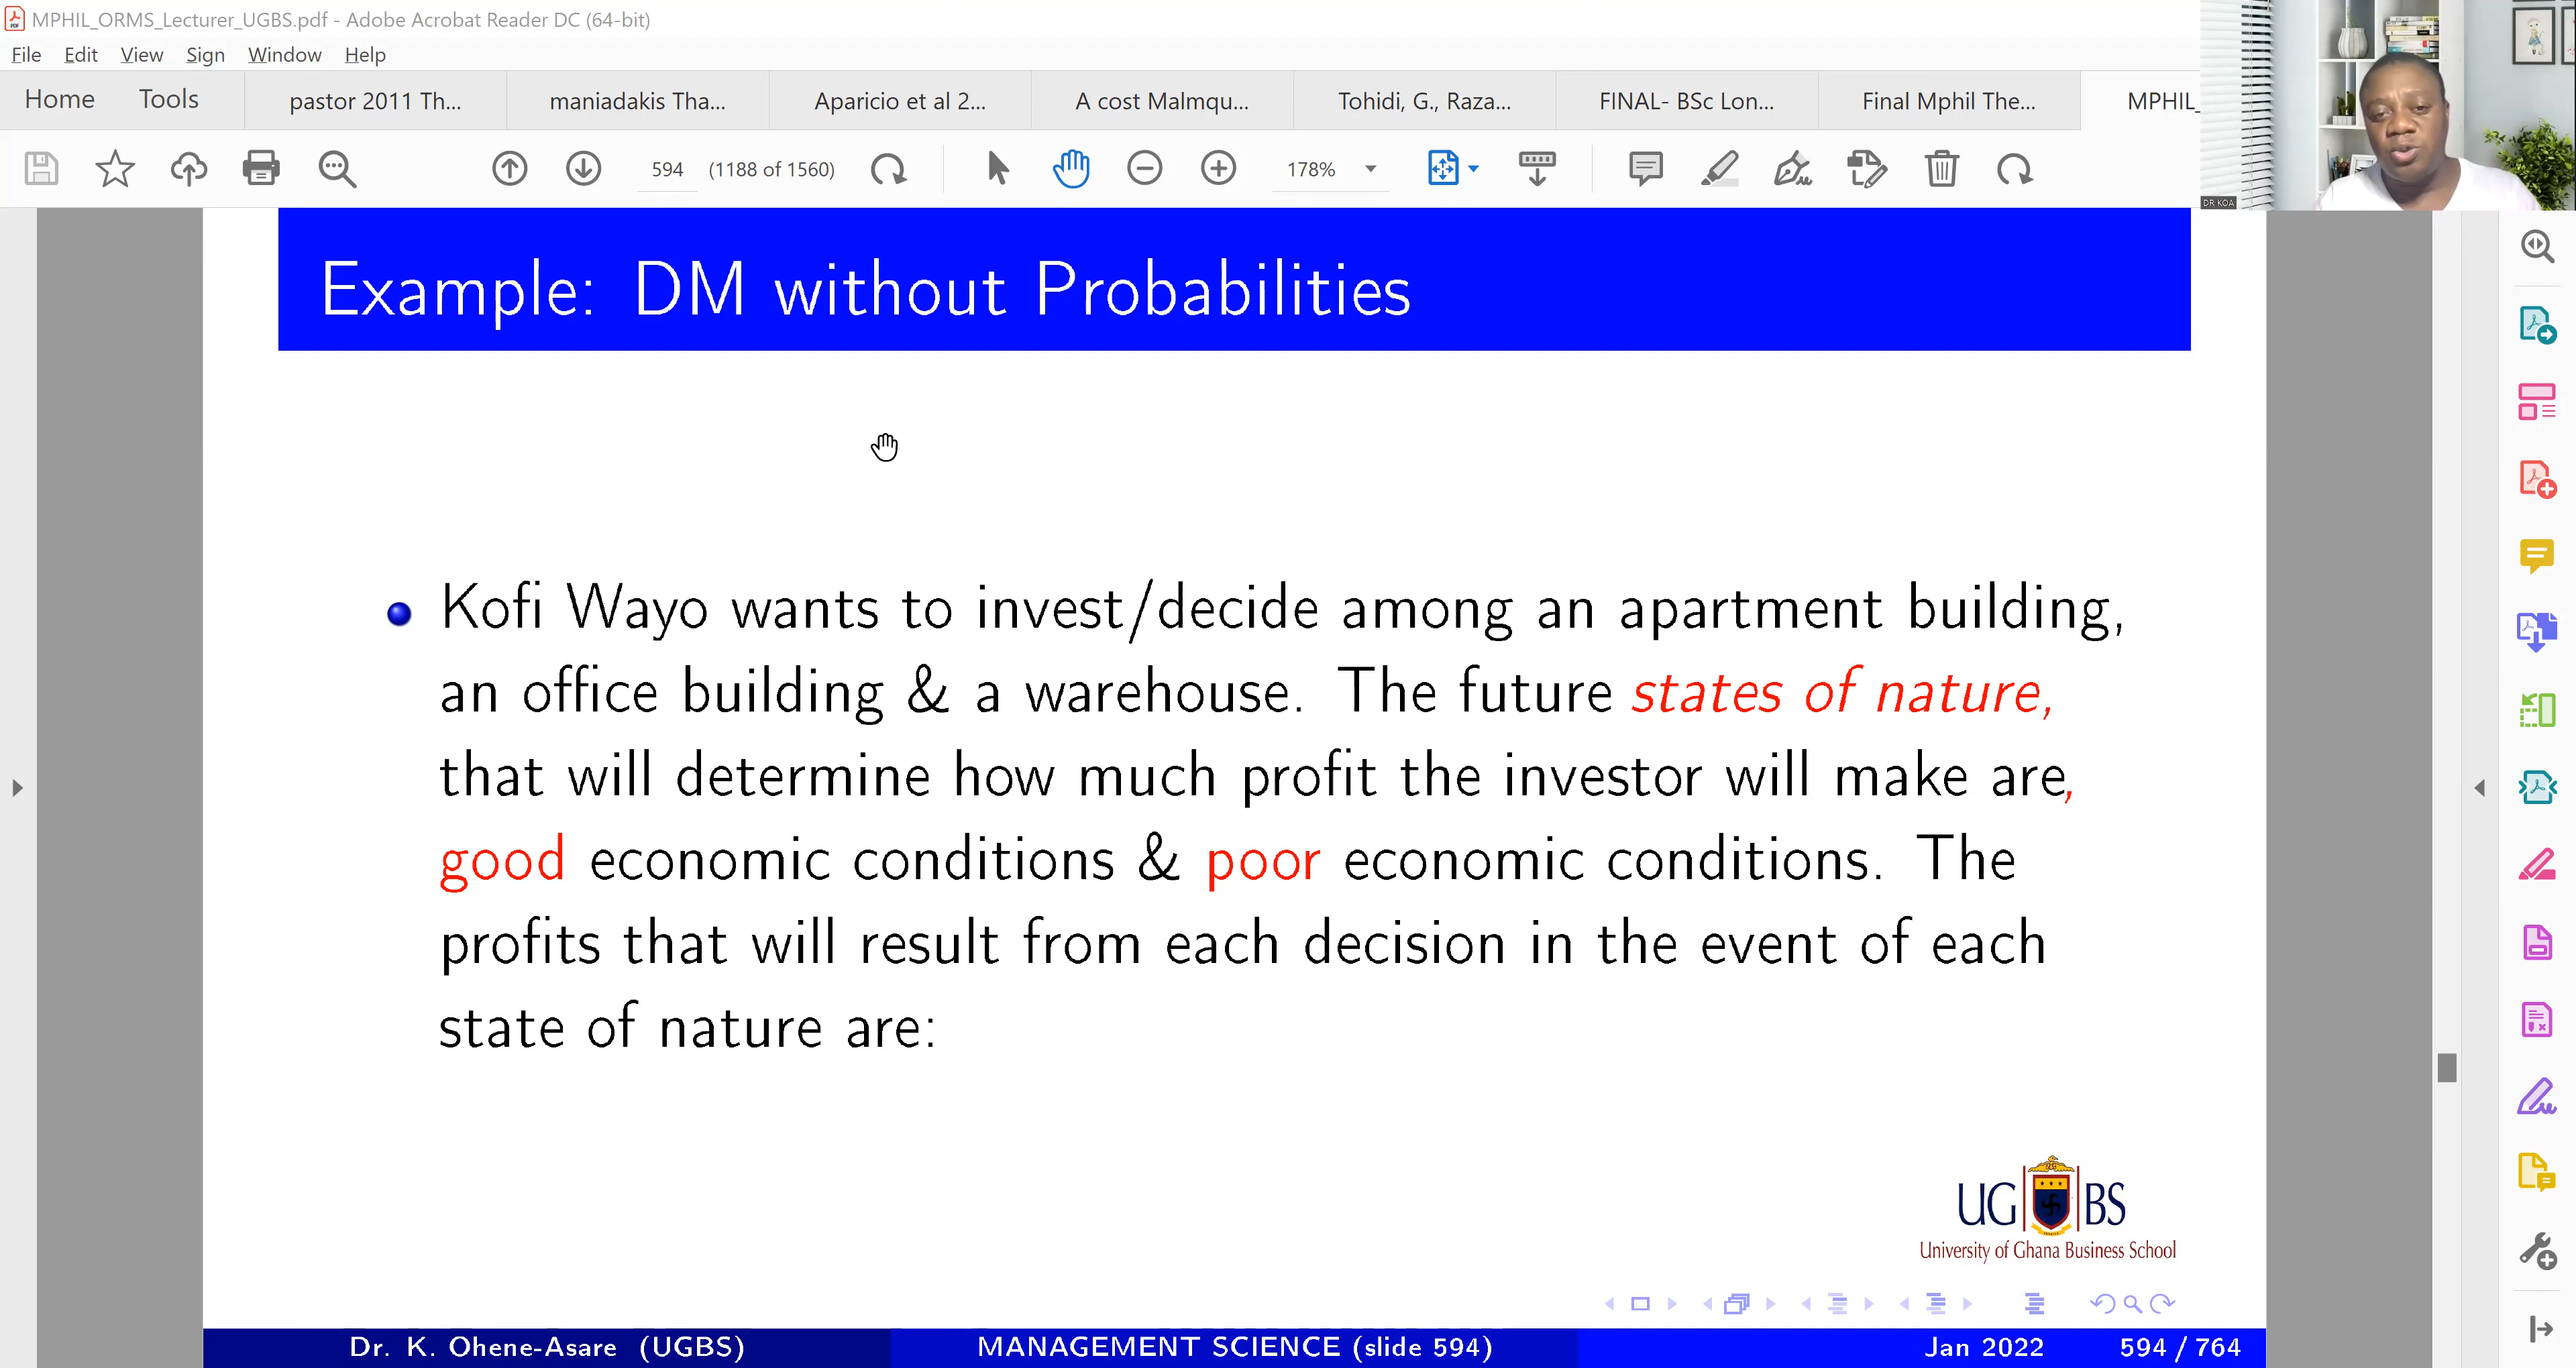 MPHIL_ORMS_Lecturer_UGBS.pdf - Adobe Acrobat Reader DC (64-bit)
File Edit View Sign Window Help
Home Tools pastor 2011 Th... maniadakis Tha... Aparicio et al 2... A cost Malmqu... Tohidi, G., Raza... FINAL- BSc Lon... Final Mphil The... MPHIL_
594 (1188 of 1560) 178%
DR KOA
Example: DM without Probabilities
Kofi Wayo wants to invest/decide among an apartment building,
an office building & a warehouse. The future states of nature,
that will determine how much profit the investor will make are,
good economic conditions & poor economic conditions. The
profits that will result from each decision in the event of each
state of nature are:
UG BS
University of Ghana Business School
Dr. K. Ohene-Asare (UGBS) MANAGEMENT SCIENCE (slide 594) Jan 2022 594 / 764